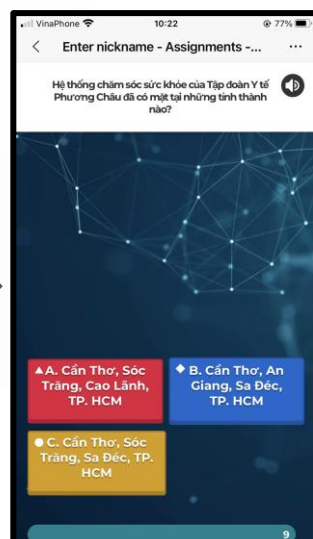 VinaPhone 10:22 @ 77%
Enter nickname - Assignments -... ...
Hệ thống chăm sóc sức khỏe của Tập đoàn Y tế
Phương Châu đã có mặt tại những tỉnh thành
nào?
A. Cần Thơ, Sóc
Trăng, Cao Lãnh,
TP. HCM
B. Cần Thơ, An
Giang, Sa Đéc,
TP. HCM
C. Cần Thơ, Sóc
Trăng, Sa Đéc, TP.
HCM
9